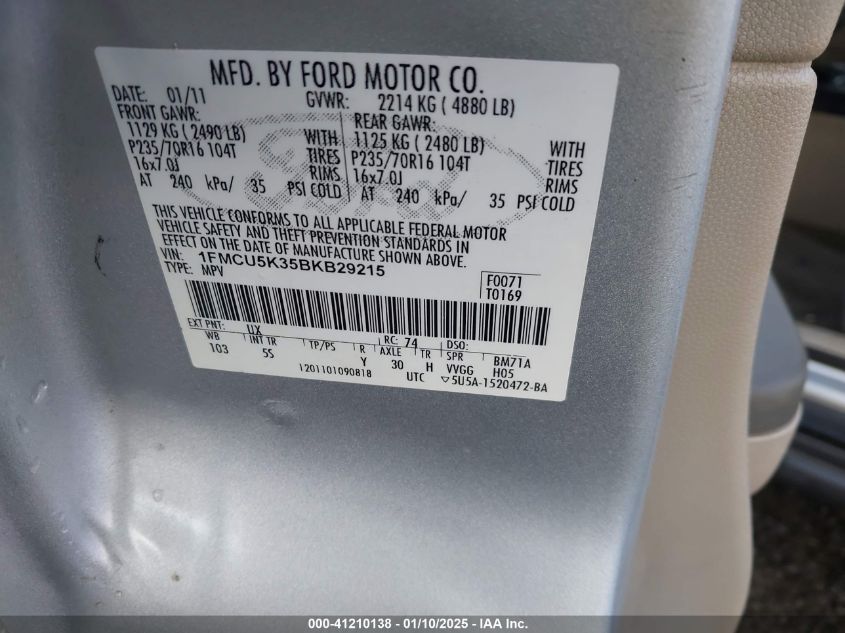 MFD. BY FORD MOTOR CO.
DATE: 01/11 GVWR: 2214 KG ( 4880 LB)
FRONT GAWR: REAR GAWR:
1129 KG ( 2490 LB) WITH 1125 KG ( 2480 LB) WITH
P235/70R16 104T TIRES P235/70R16 104T TIRES
16x7.0J RIMS 16x7.0J RIMS
AT 240 kPa/ 35 PSI COLD AT 240 kPa/ 35 PSI COLD
Ford
THIS VEHICLE CONFORMS TO ALL APPLICABLE FEDERAL MOTOR
VEHICLE SAFETY AND THEFT PREVENTION STANDARDS IN
EFFECT ON THE DATE OF MANUFACTURE SHOWN ABOVE.
VIN: 1FMCU5K35BKB29215
TYPE: MPV
F0071
T0169
EXT PNT: UX RC: 74 DSO:
WB INT TR TP/PS R AXLE TR SPR BM71A
103 5S Y 30 H VVGG H05
1201101090818 UTC ▽5U5A-1520472-BA
000-41210138 - 01/10/2025 - IAA Inc.